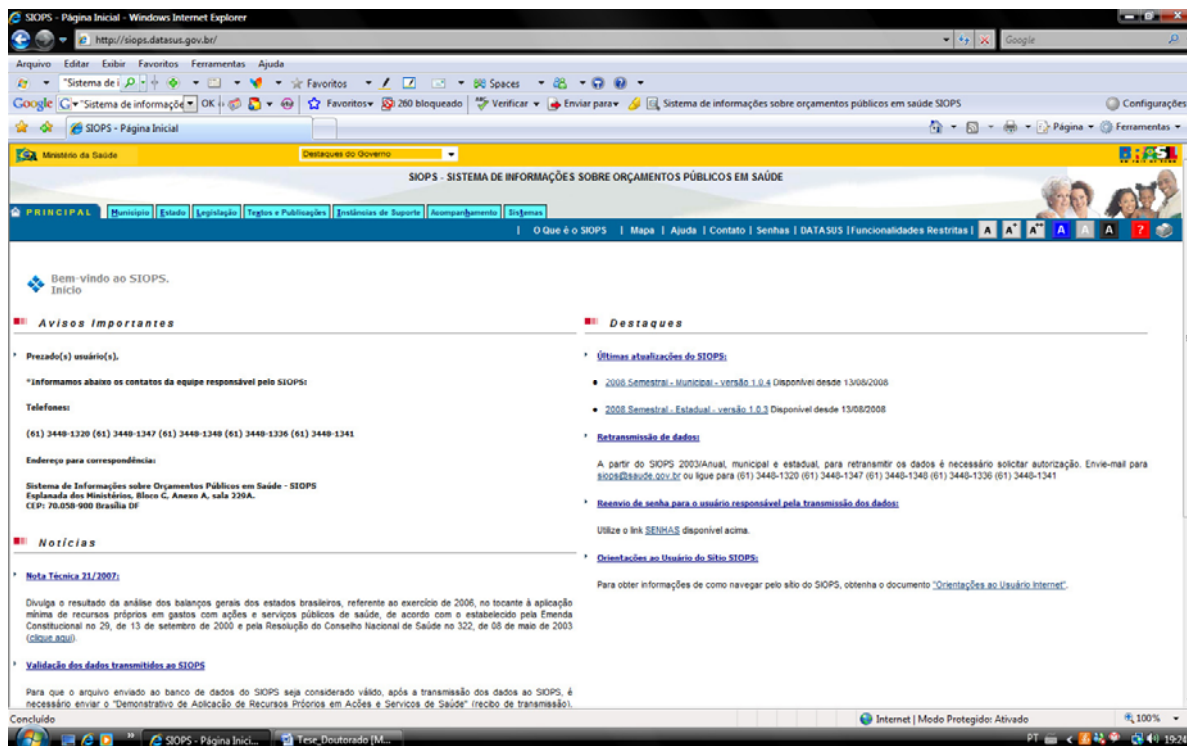 SIOPS - Página Inicial - Windows Internet Explorer
http://siops.datasus.gov.br/
Google
Arquivo Editar Exibir Favoritos Ferramentas Ajuda
"Sistema de i
Favoritos
Spaces
Google
"Sistema de informaçõe
OK
Favoritos
260 bloqueado
Verificar
Enviar para
Sistema de informações sobre orçamentos públicos em saúde SIOPS
Configurações
SIOPS - Página Inicial
Página
Ferramentas
Ministério da Saúde
Destaques do Governo
BRASIL
SIOPS - SISTEMA DE INFORMAÇÕES SOBRE ORÇAMENTOS PÚBLICOS EM SAÚDE
PRINCIPAL Município Estado Legislação Textos e Publicações Instâncias de Suporte Acompanhamento Sistemas
| O Que é o SIOPS | Mapa | Ajuda | Contato | Senhas | DATASUS |Funcionalidades Restritas | A A+ A++ A A A ?
Bem-vindo ao SIOPS.
Início
Avisos Importantes
Prezado(s) usuário(s),
*Informamos abaixo os contatos da equipe responsável pelo SIOPS:
Telefones:
(61) 3448-1320 (61) 3448-1347 (61) 3448-1348 (61) 3448-1336 (61) 3448-1341
Endereço para correspondência:
Sistema de Informações sobre Orçamentos Públicos em Saúde - SIOPS
Esplanada dos Ministérios, Bloco G, Anexo A, sala 220A.
CEP: 70.058-900 Brasília DF
Notícias
Nota Técnica 21/2007:
Divulga o resultado da análise dos balanços gerais dos estados brasileiros, referente ao exercício de 2006, no tocante à aplicação
mínima de recursos próprios em gastos com ações e serviços públicos de saúde, de acordo com o estabelecido pela Emenda
Constitucional no 29, de 13 de setembro de 2000 e pela Resolução do Conselho Nacional de Saúde no 322, de 08 de maio de 2003
(clique aqui).
Validação dos dados transmitidos ao SIOPS
Para que o arquivo enviado ao banco de dados do SIOPS seja considerado válido, após a transmissão dos dados ao SIOPS, é
necessário enviar o "Demonstrativo de Aplicação de Recursos Próprios em Ações e Serviços de Saúde" (recibo de transmissão),
Destaques
Últimas atualizações do SIOPS:
2008 Semestral - Municipal - versão 1.0.4 Disponível desde 13/08/2008
2008 Semestral - Estadual - versão 1.0.3 Disponível desde 13/08/2008
Retransmissão de dados:
A partir do SIOPS 2003/Anual, municipal e estadual, para retransmitir os dados é necessário solicitar autorização. Envie-mail para
siops@saude.gov.br ou ligue para (61) 3448-1320 (61) 3448-1347 (61) 3448-1348 (61) 3448-1336 (61) 3448-1341
Reenvio de senha para o usuário responsável pela transmissão dos dados:
Utilize o link SENHAS disponível acima.
Orientações ao Usuário do Sítio SIOPS:
Para obter informações de como navegar pelo sítio do SIOPS, obtenha o documento "Orientações ao Usuário Internet".
Concluído
Internet | Modo Protegido: Ativado
100%
SIOPS - Página Inici...
Tese_Doutorado [M...
PT
19:24